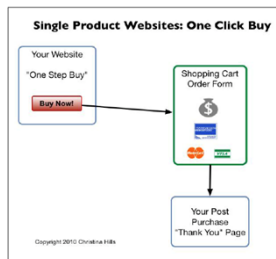 Single Product Websites: One Click Buy
Your Website
"One Step Buy"
Buy Now!
Shopping Cart
Order Form
$
Your Post
Purchase
"Thank You" Page
Copyright 2010 Christina Hills